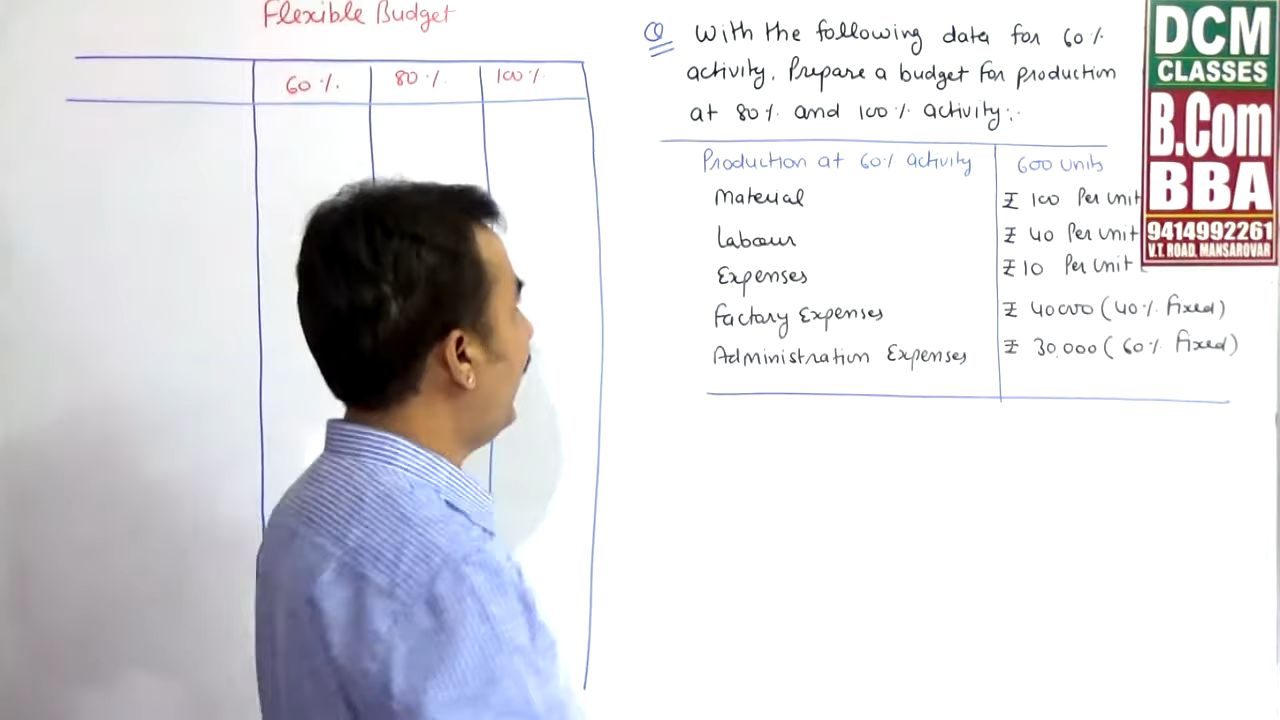 Flexible Budget
60% 80% 100%
Q With the following data for 60%
activity. Prepare a budget for production
at 80% and 100% activity:-
Production at 60% activity 600 units
Material ₹ 100 Per unit
Labour ₹ 40 Per unit
Expenses ₹ 10 Per unit
Factory Expenses ₹ 40000 (40% fixed)
Administration Expenses ₹ 30,000 (60% fixed)
DCM
CLASSES
B.Com
BBA
9414992261
V.T. ROAD, MANSAROVAR